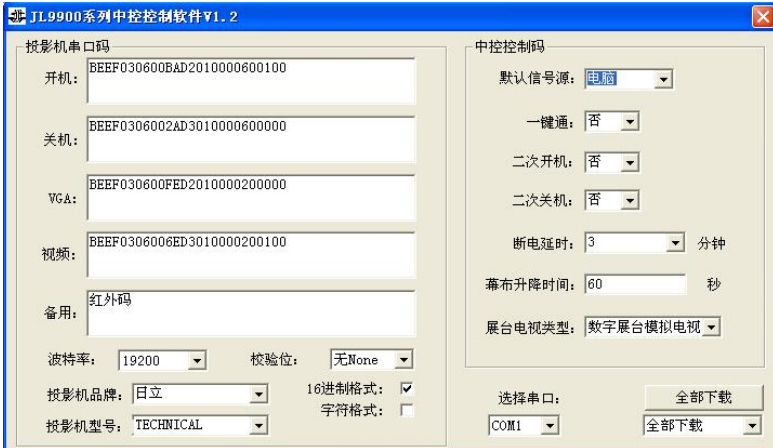 JL9900系列中控控制软件V1.2
投影机串口码
开机:
BEEF030600BAD2010000600100
关机:
BEEF0306002AD3010000600000
VGA:
BEEF030600FED2010000200000
视频:
BEEF0306006ED3010000200100
备用:
红外码
波特率: 19200 校验位: 无None
投影机品牌: 日立 16进制格式:
字符格式:
投影机型号: TECHNICAL
中控控制码
默认信号源: 电脑
一键通: 否
二次开机: 否
二次关机: 否
断电延时: 3 分钟
幕布升降时间: 60 秒
展台电视类型: 数字展台模拟电视
选择串口: 全部下载
COM1 全部下载